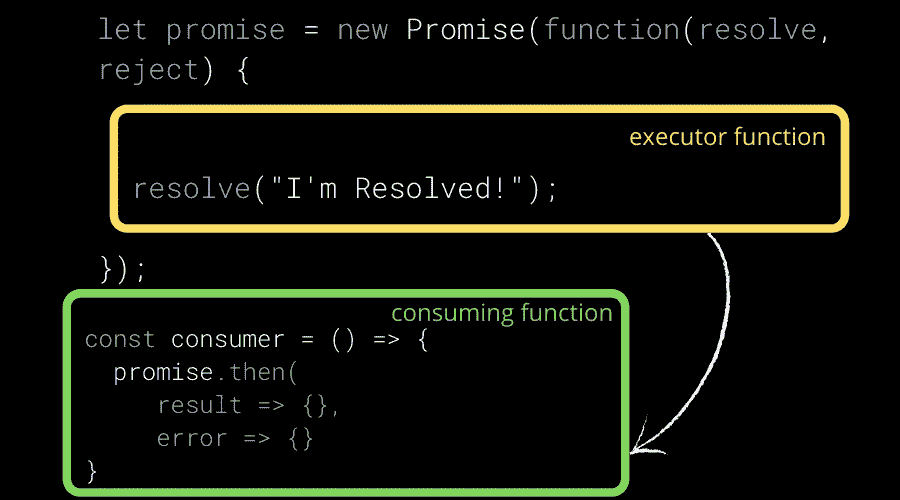 let promise = new Promise(function(resolve,
reject) {
executor function
resolve("I'm Resolved!");
});
consuming function
const consumer = () => {
promise.then(
result => {},
error => {}
}